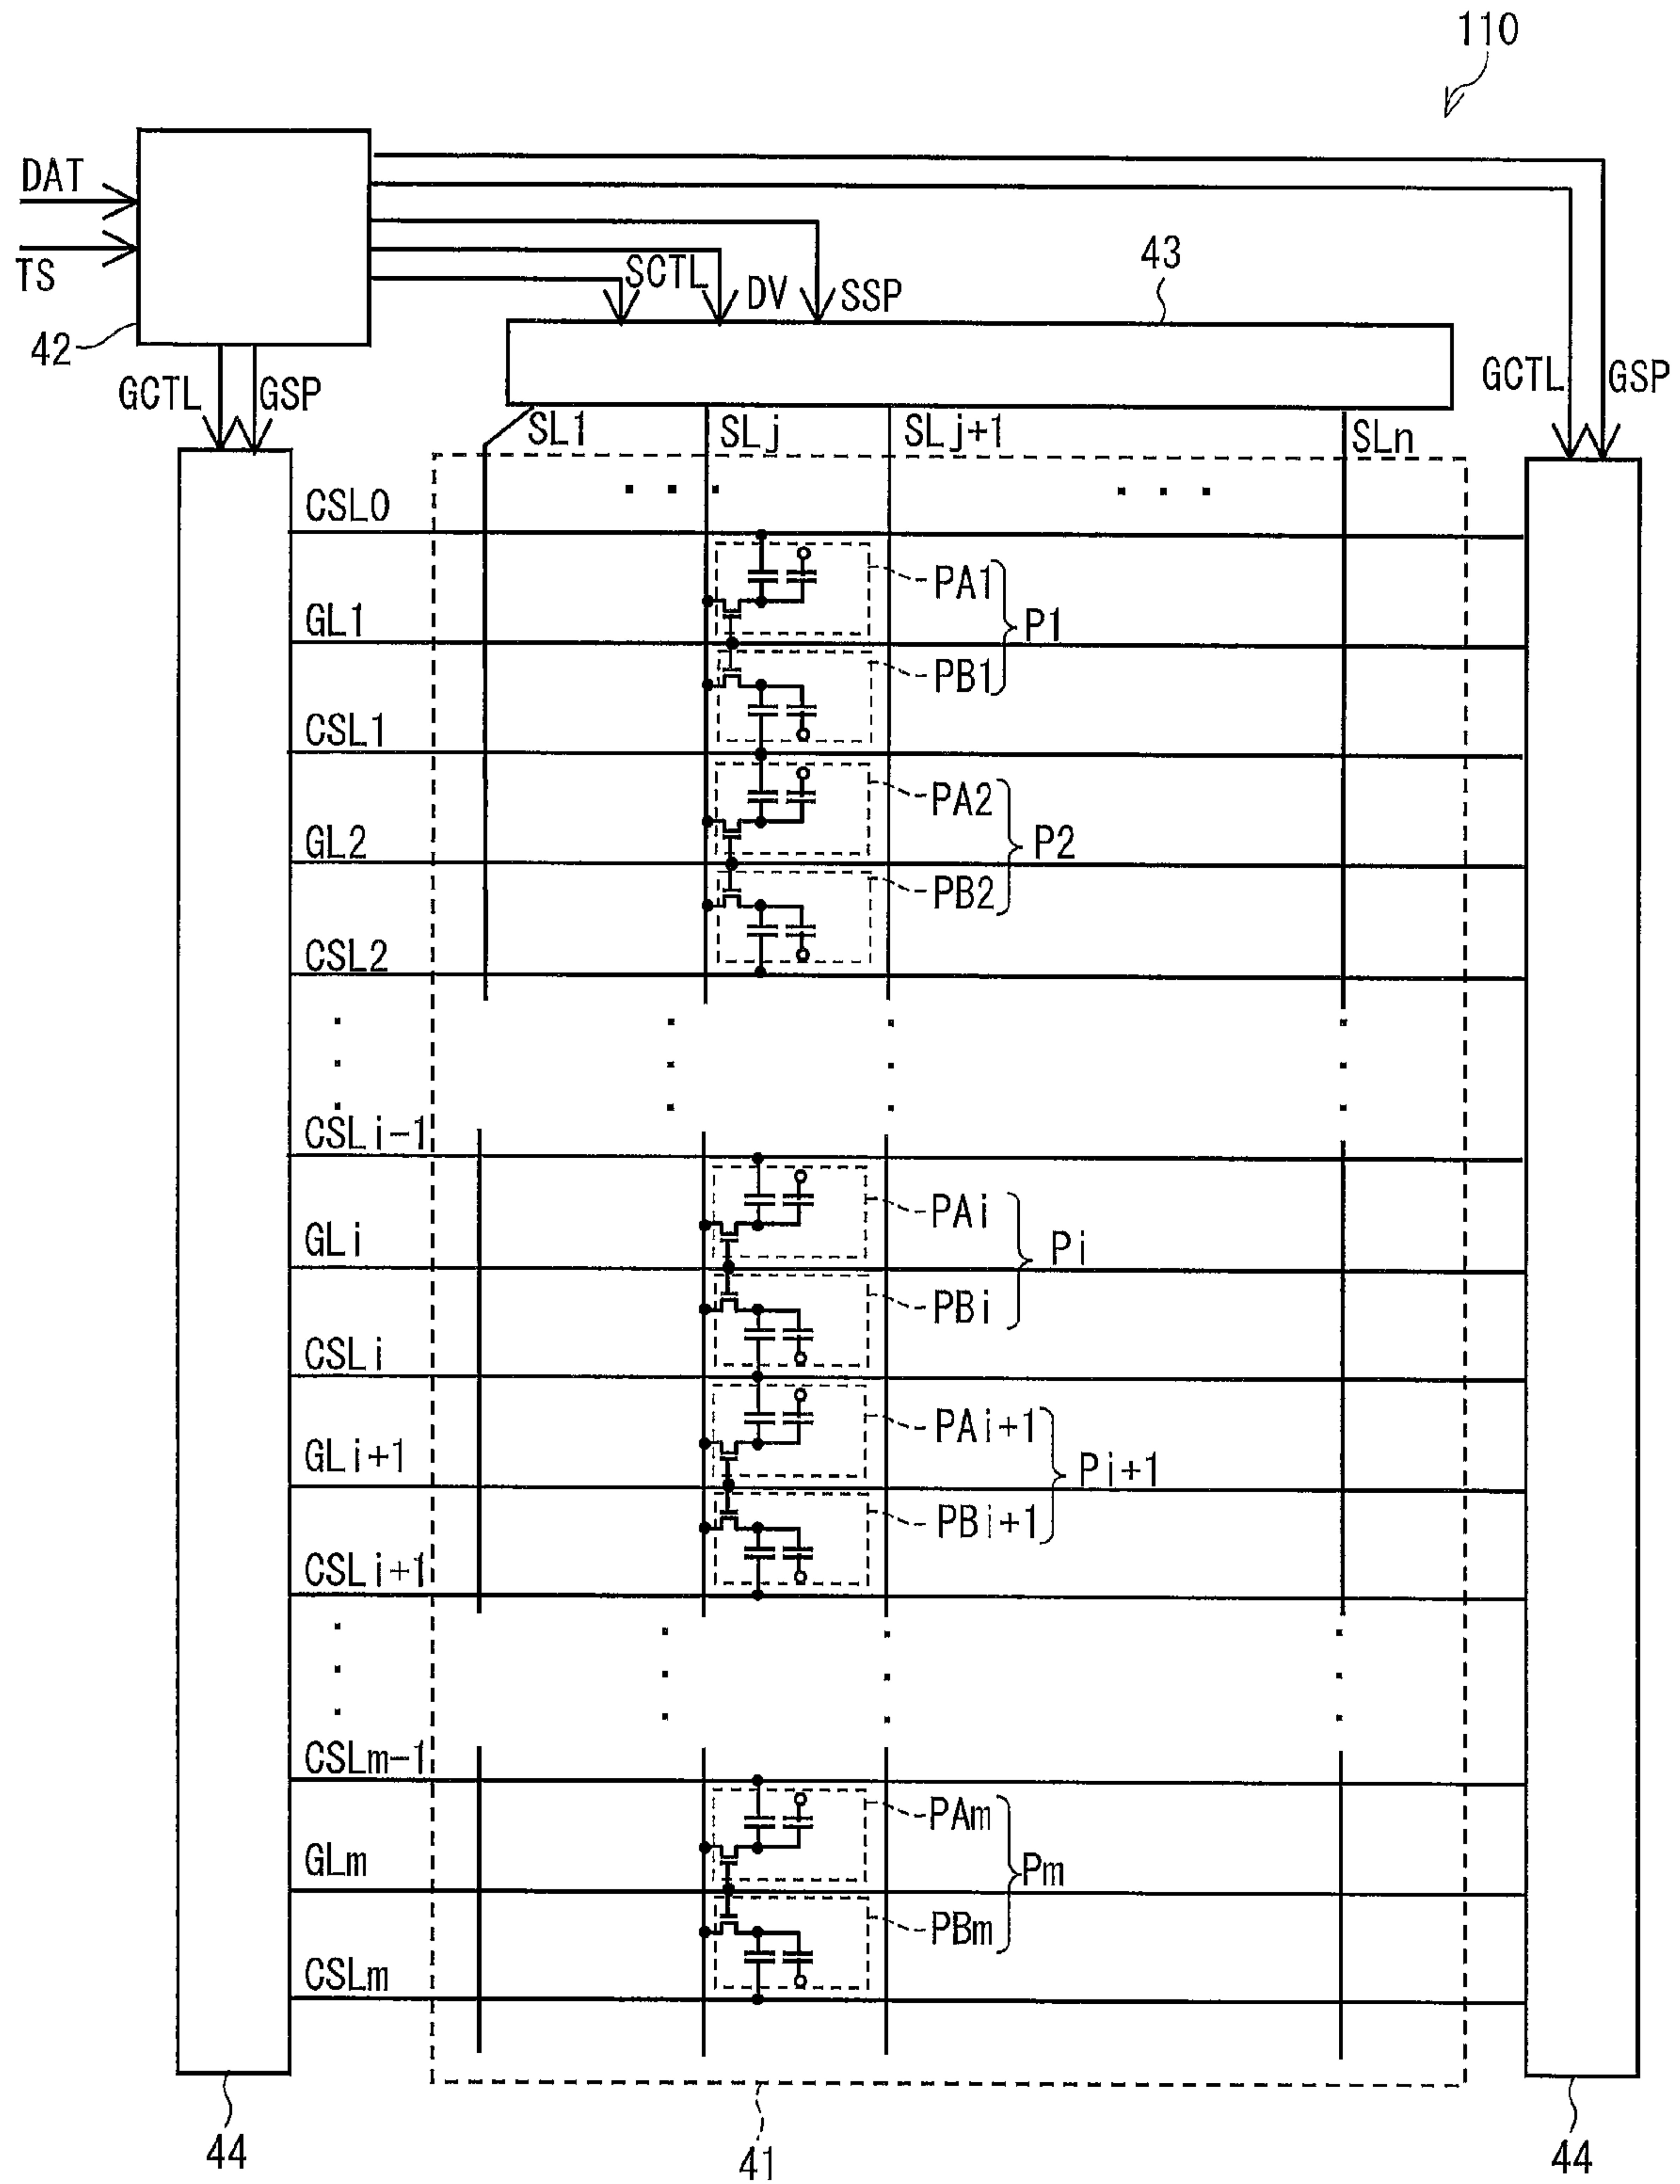 110
DAT
TS
42
SCTL
DV
SSP
43
GCTL
GSP
GCTL
GSP
SL1
SLj
SLj+1
SLn
CSL0
PA1
P1
GL1
PB1
CSL1
PA2
P2
GL2
PB2
CSL2
CSLi-1
PAi
Pi
GLi
PBi
CSLi
PAi+1
Pi+1
GLi+1
PBi+1
CSLi+1
CSLm-1
PAm
Pm
GLm
PBm
CSLm
44
41
44